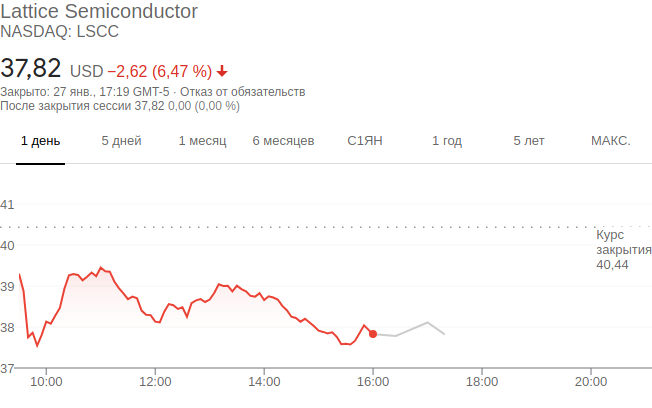 Lattice Semiconductor
NASDAQ: LSCC
37,82 USD −2,62 (6,47 %)
Закрыто: 27 янв., 17:19 GMT-5 · Отказ от обязательств
После закрытия сессии 37,82 0,00 (0,00 %)
1 день 5 дней 1 месяц 6 месяцев С1ЯН 1 год 5 лет МАКС.
41
Курс
закрытия
40,44
40
39
38
37
10:00 12:00 14:00 16:00 18:00 20:00